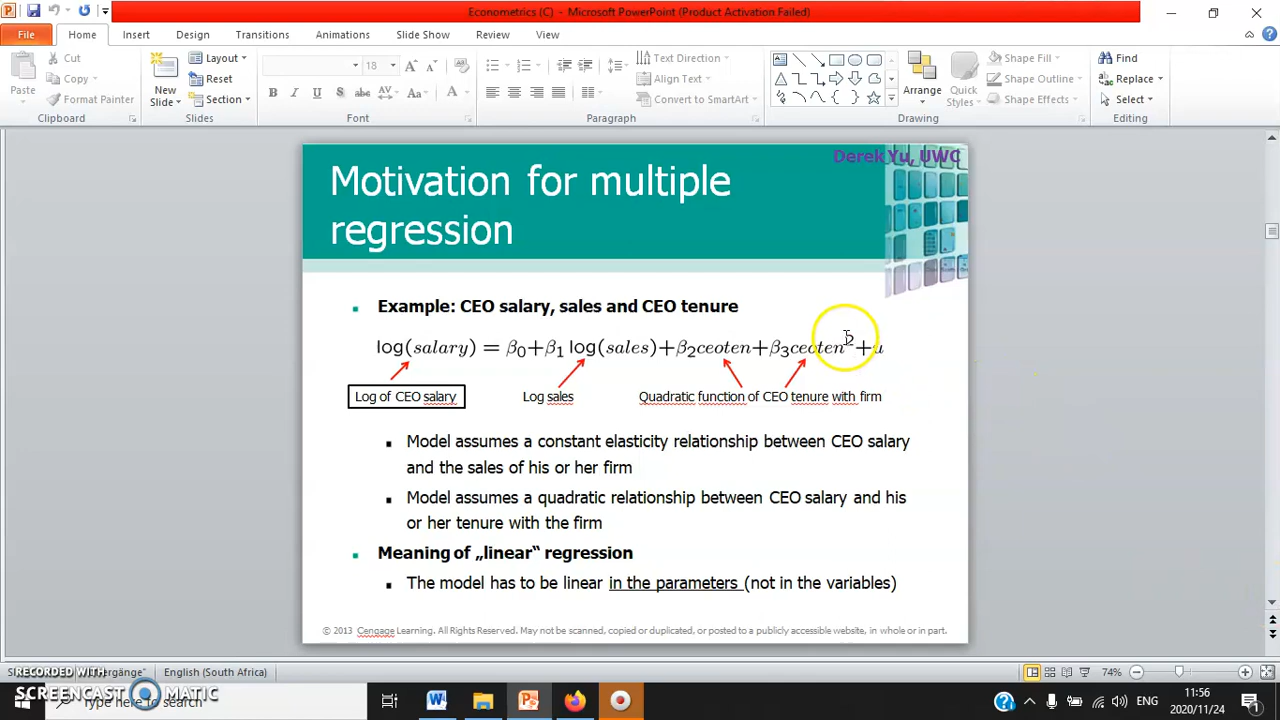 Econometrics (C) - Microsoft PowerPoint (Product Activation Failed)
File Home Insert Design Transitions Animations Slide Show Review View
Paste Cut Copy Format Painter
New Slide Layout Reset Section
18
B I U S abc AV Aa A
Text Direction Align Text Convert to SmartArt
Arrange Quick Styles Shape Fill Shape Outline Shape Effects
Find Replace Select
Clipboard Slides Font Paragraph Drawing Editing
Derek Yu, UWC
Motivation for multiple
regression
Example: CEO salary, sales and CEO tenure
log(salary) = β0+β1 log(sales)+β2ceoten+β3ceoten +u
Log of CEO salary Log sales Quadratic function of CEO tenure with firm
Model assumes a constant elasticity relationship between CEO salary
and the sales of his or her firm
Model assumes a quadratic relationship between CEO salary and his
or her tenure with the firm
Meaning of „linear“ regression
The model has to be linear in the parameters (not in the variables)
© 2013 Cengage Learning. All Rights Reserved. May not be scanned, copied or duplicated, or posted to a publicly accessible website, in whole or in part.
English (South Africa) 74%
RECORDED WITH
SCREENCAST MATIC
Type here to search
ENG 11:56
2020/11/24